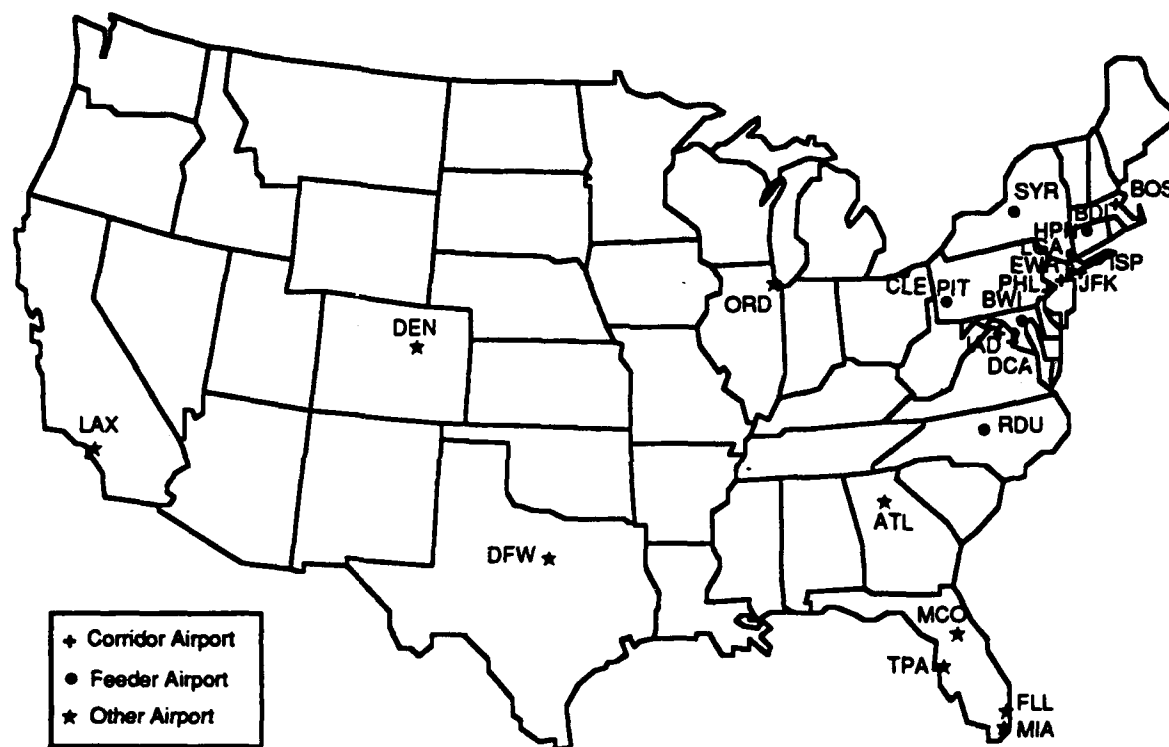 SYR
BOS
BDL
HPN
LGA
ISP
EWR
JFK
CLE
PIT
PHL
BWI
ORD
IAD
DEN
DCA
LAX
RDU
ATL
DFW
MCO
TPA
FLL
MIA
+ Corridor Airport
● Feeder Airport
★ Other Airport